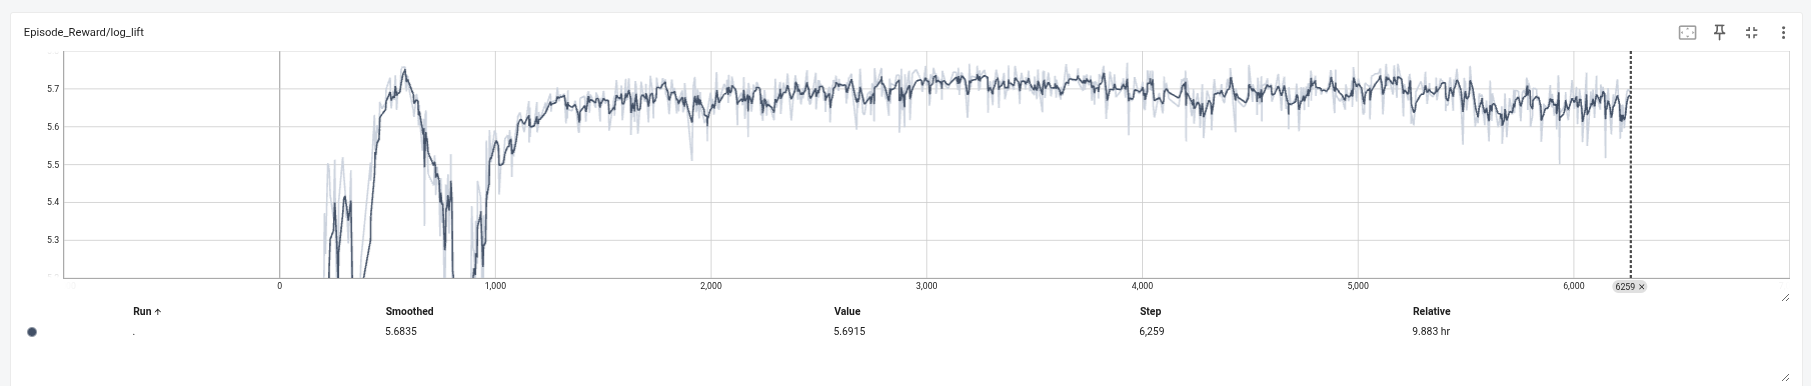 Episode_Reward/log_lift
5.7
5.6
5.5
5.4
5.3
0 1,000 2,000 3,000 4,000 5,000 6,000 6259 ×
Run ↑ Smoothed Value Step Relative
. 5.6835 5.6915 6,259 9.883 hr